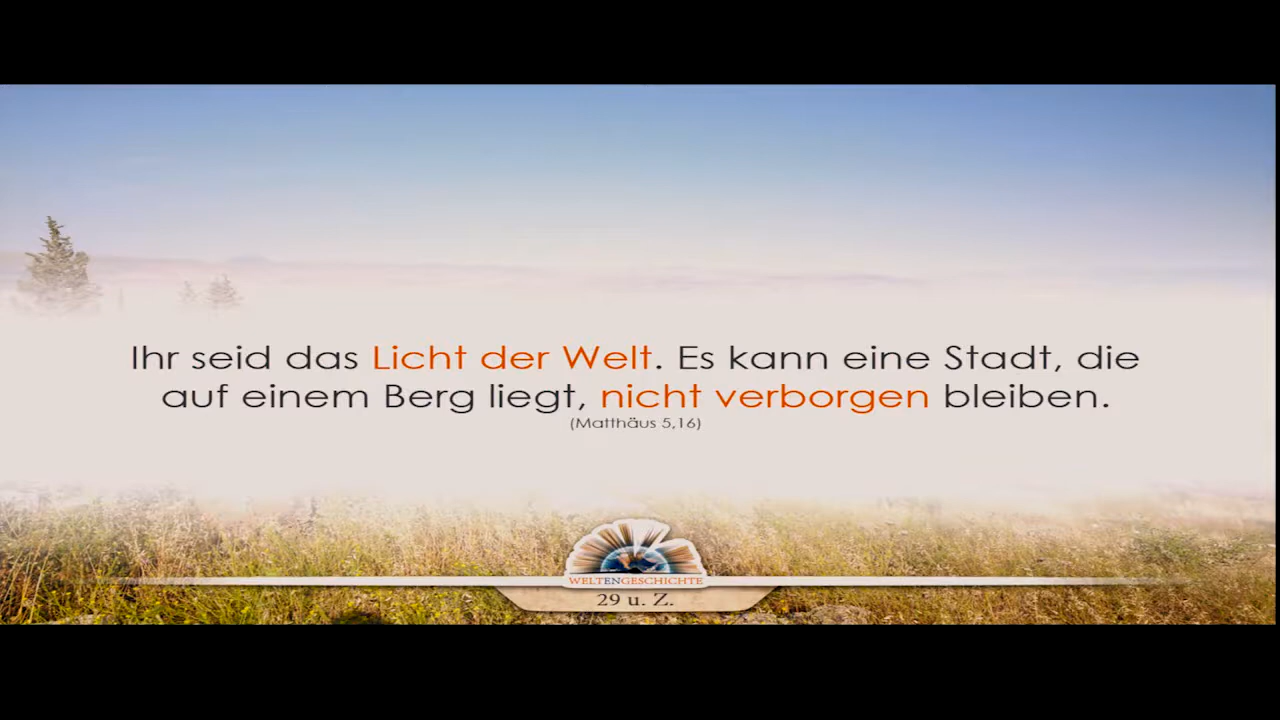 Ihr seid das Licht der Welt. Es kann eine Stadt, die
auf einem Berg liegt, nicht verborgen bleiben.
(Matthäus 5,16)
WELTENGESCHICHTE
29 u. Z.